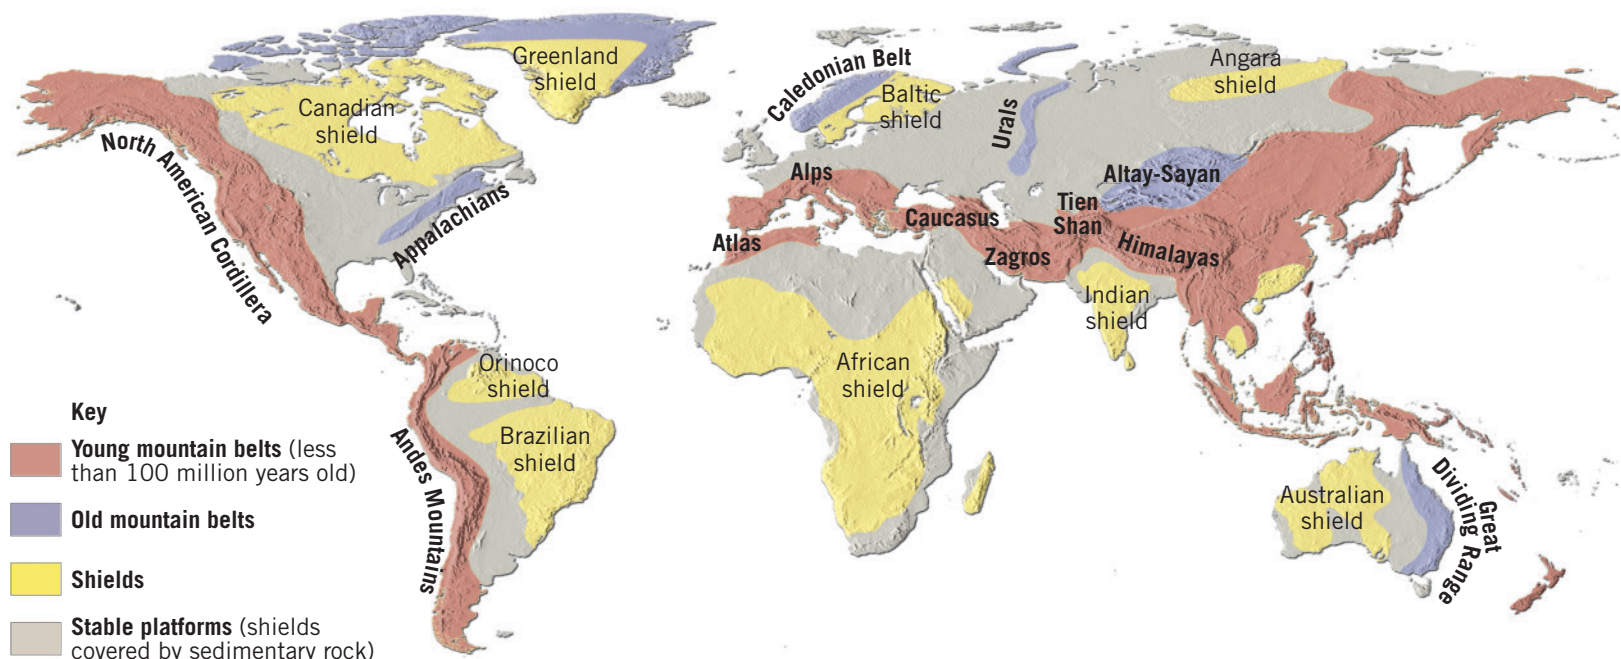 Greenland
shield
Canadian
shield
North American Cordillera
Appalachians
Caledonian Belt
Baltic
shield
Urals
Angara
shield
Alps
Altay-Sayan
Tien
Shan
Caucasus
Atlas
Zagros
Himalayas
Indian
shield
African
shield
Orinoco
shield
Brazilian
shield
Andes Mountains
Australian
shield
Great
Dividing Range
Key
Young mountain belts (less
than 100 million years old)
Old mountain belts
Shields
Stable platforms (shields
covered by sedimentary rock)